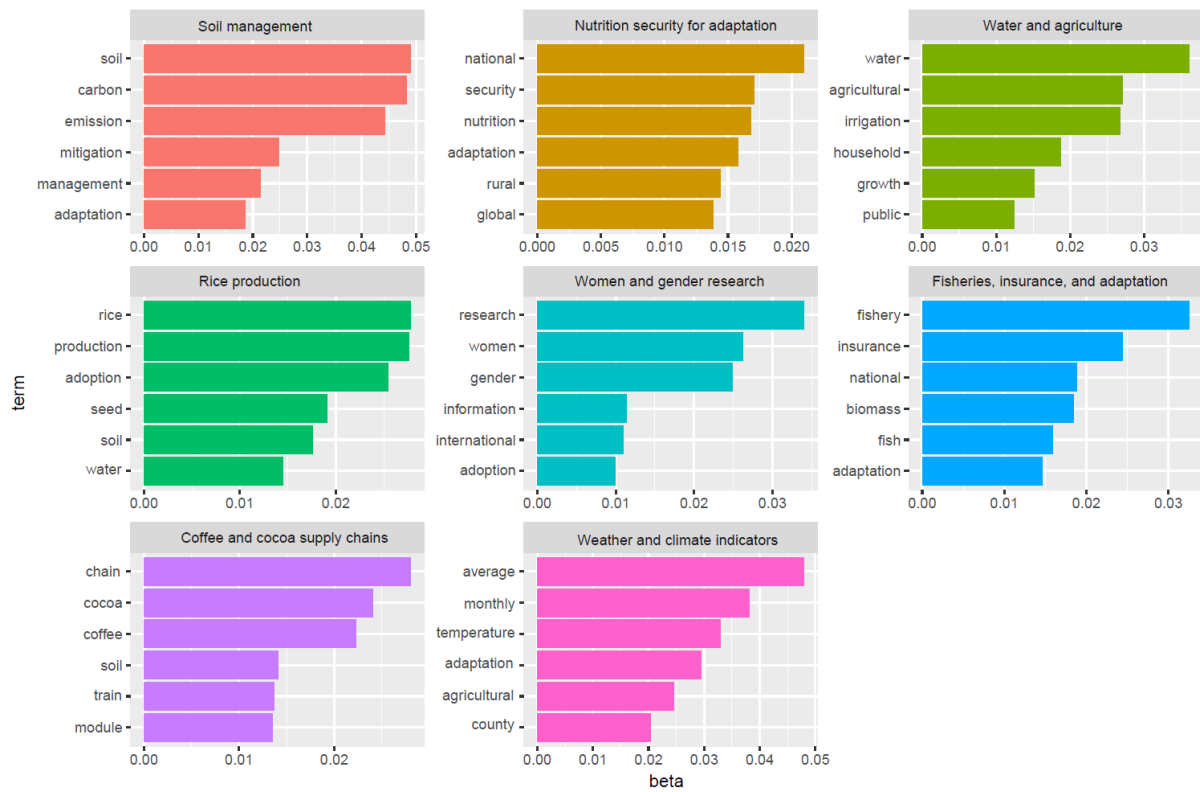 Soil management
soil
carbon
emission
mitigation
management
adaptation
0.00 0.01 0.02 0.03 0.04 0.05
Nutrition security for adaptation
national
security
nutrition
adaptation
rural
global
0.000 0.005 0.010 0.015 0.020
Water and agriculture
water
agricultural
irrigation
household
growth
public
0.00 0.01 0.02 0.03
term
Rice production
rice
production
adoption
seed
soil
water
0.00 0.01 0.02
Women and gender research
research
women
gender
information
international
adoption
0.00 0.01 0.02 0.03
Fisheries, insurance, and adaptation
fishery
insurance
national
biomass
fish
adaptation
0.00 0.01 0.02 0.03
Coffee and cocoa supply chains
chain
cocoa
coffee
soil
train
module
0.00 0.01 0.02
Weather and climate indicators
average
monthly
temperature
adaptation
agricultural
county
0.00 0.01 0.02 0.03 0.04 0.05
beta